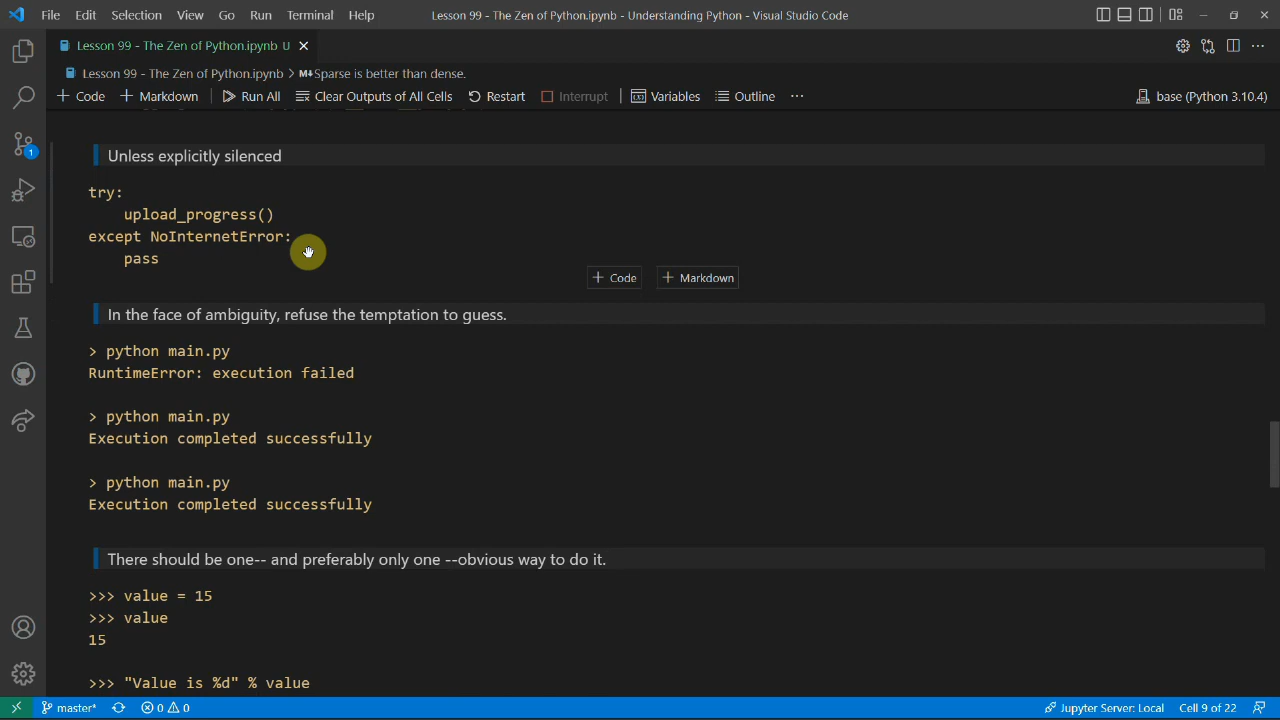 File Edit Selection View Go Run Terminal Help Lesson 99 - The Zen of Python.ipynb - Understanding Python - Visual Studio Code
Lesson 99 - The Zen of Python.ipynb U
Lesson 99 - The Zen of Python.ipynb > M↓Sparse is better than dense.
+ Code + Markdown Run All Clear Outputs of All Cells Restart Interrupt Variables Outline ··· base (Python 3.10.4)
Unless explicitly silenced
try:
    upload_progress()
except NoInternetError:
    pass
+ Code + Markdown
In the face of ambiguity, refuse the temptation to guess.
> python main.py
RuntimeError: execution failed
> python main.py
Execution completed successfully
> python main.py
Execution completed successfully
There should be one-- and preferably only one --obvious way to do it.
>>> value = 15
>>> value
15
>>> "Value is %d" % value
1
master* 0 0 Jupyter Server: Local Cell 9 of 22